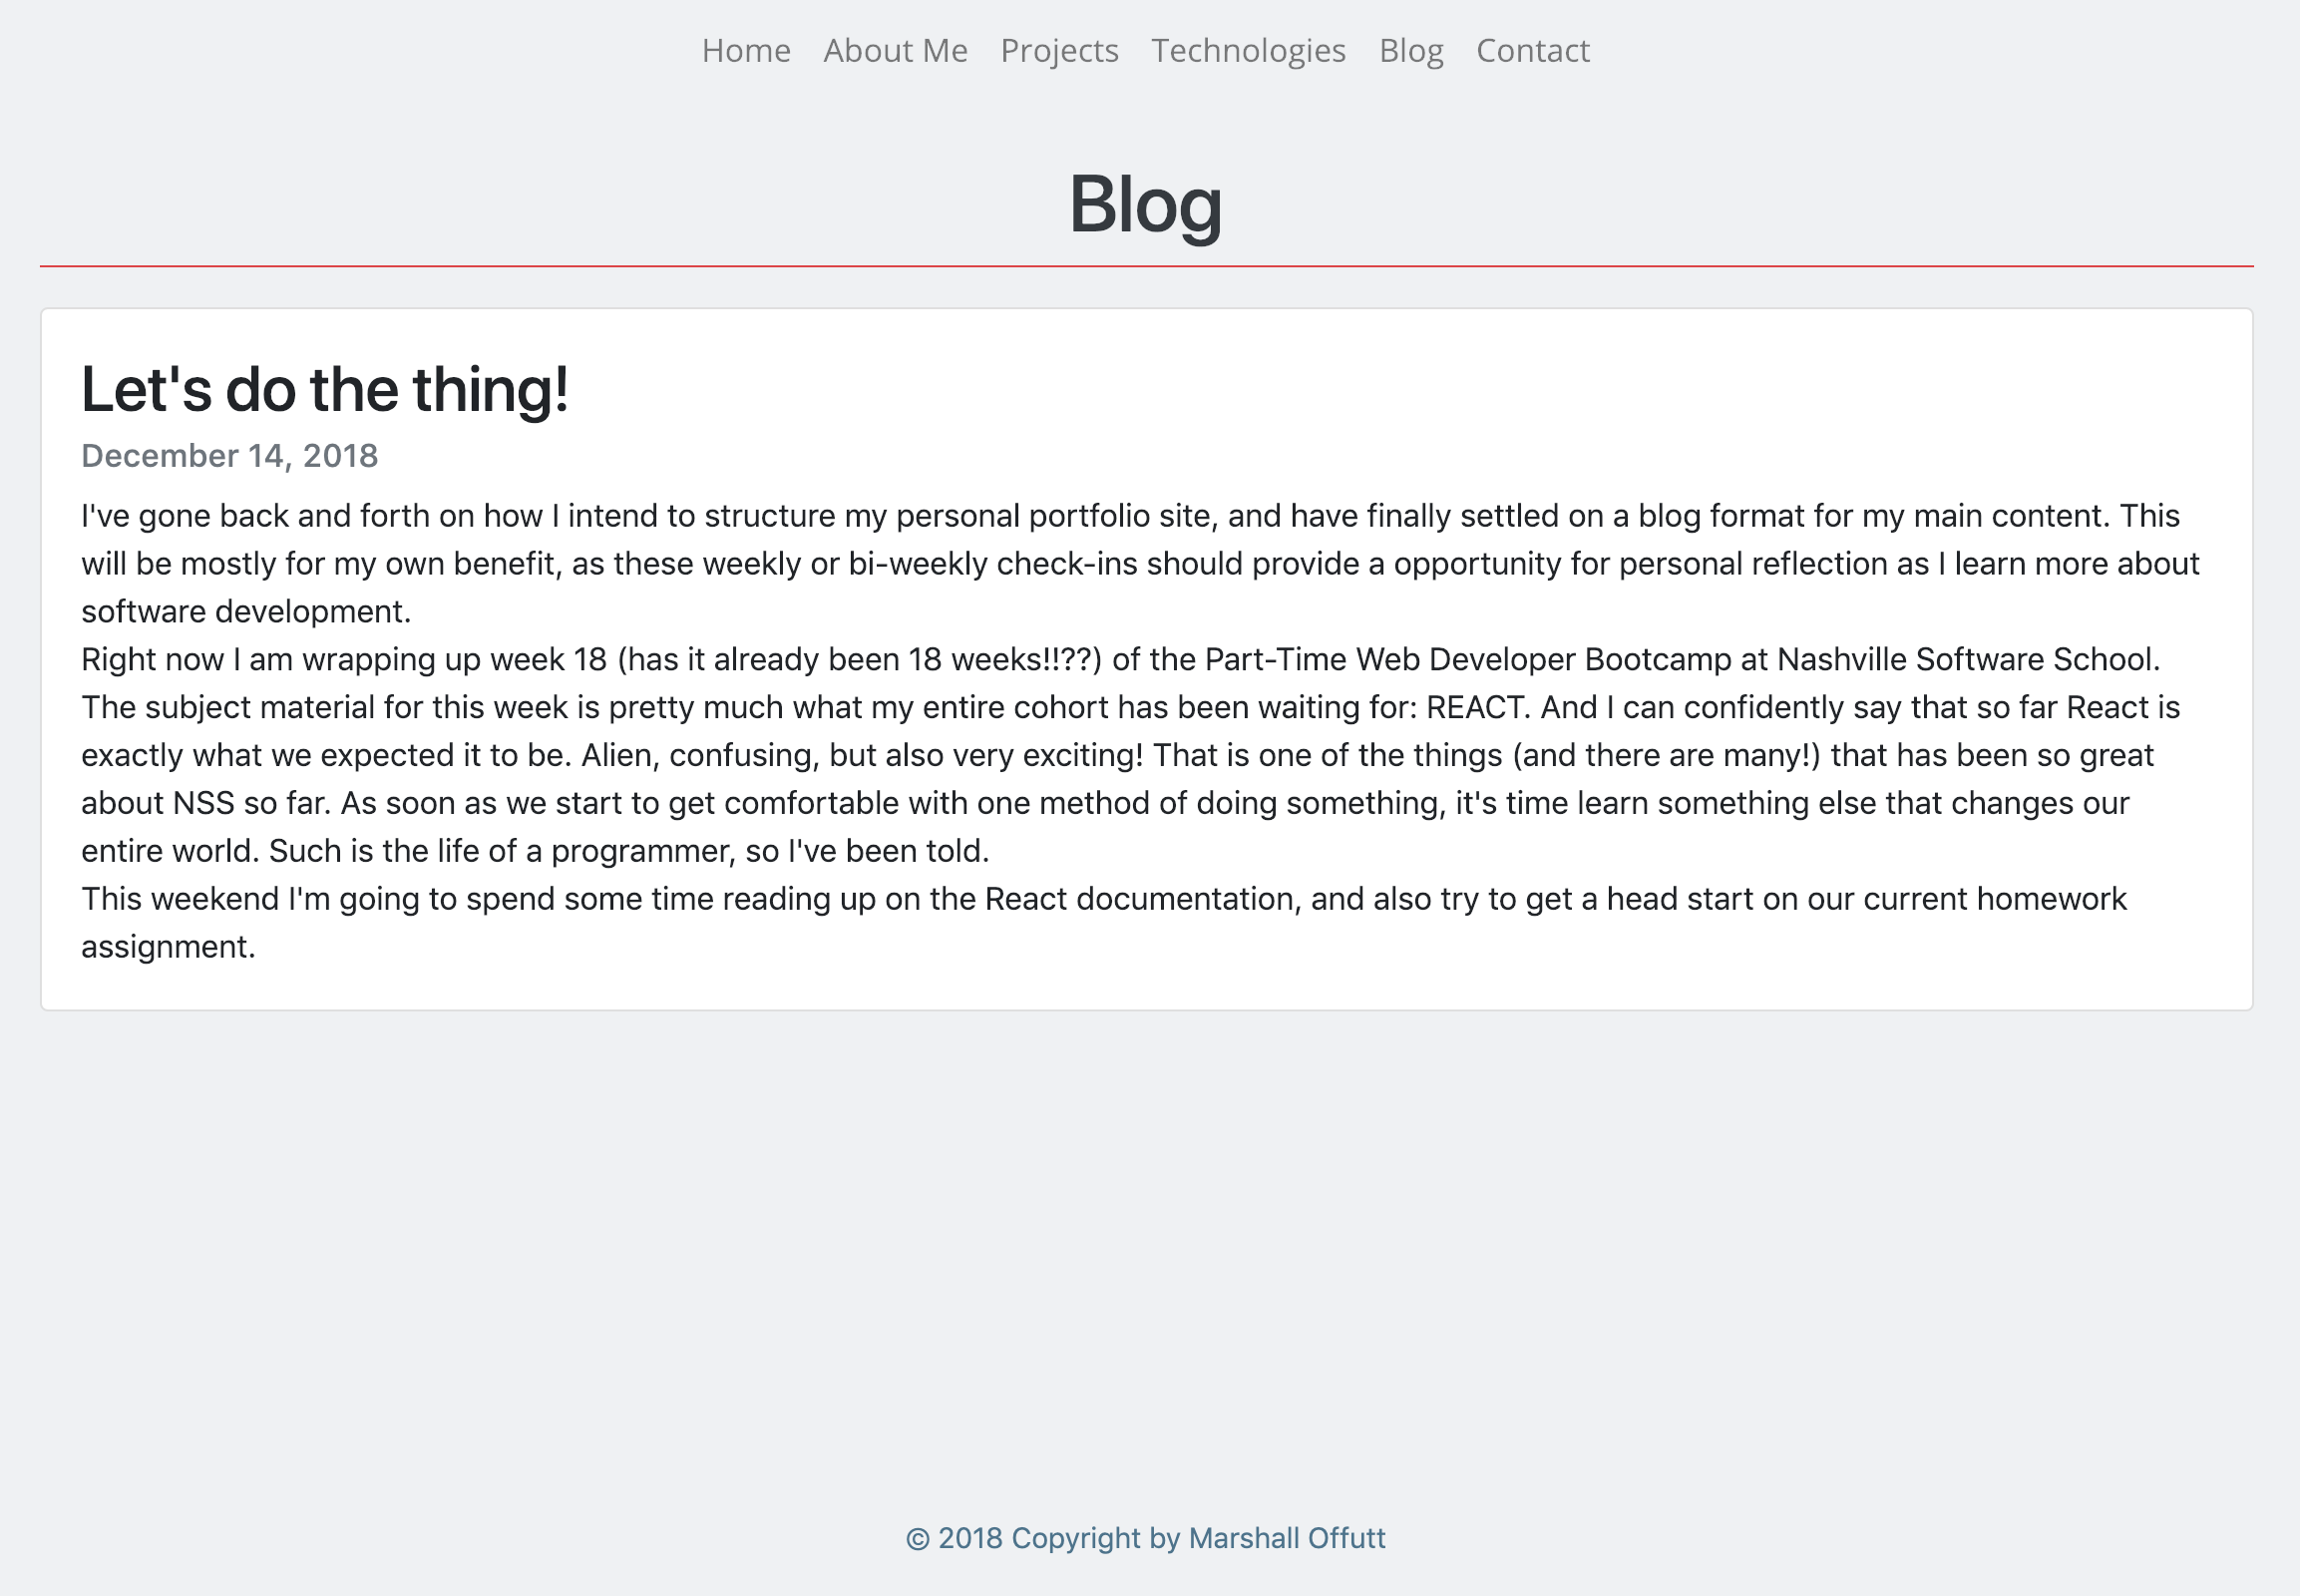 Home About Me Projects Technologies Blog Contact
Blog
Let's do the thing!
December 14, 2018
I've gone back and forth on how I intend to structure my personal portfolio site, and have finally settled on a blog format for my main content. This
will be mostly for my own benefit, as these weekly or bi-weekly check-ins should provide a opportunity for personal reflection as I learn more about
software development.
Right now I am wrapping up week 18 (has it already been 18 weeks!!??) of the Part-Time Web Developer Bootcamp at Nashville Software School.
The subject material for this week is pretty much what my entire cohort has been waiting for: REACT. And I can confidently say that so far React is
exactly what we expected it to be. Alien, confusing, but also very exciting! That is one of the things (and there are many!) that has been so great
about NSS so far. As soon as we start to get comfortable with one method of doing something, it's time learn something else that changes our
entire world. Such is the life of a programmer, so I've been told.
This weekend I'm going to spend some time reading up on the React documentation, and also try to get a head start on our current homework
assignment.
© 2018 Copyright by Marshall Offutt